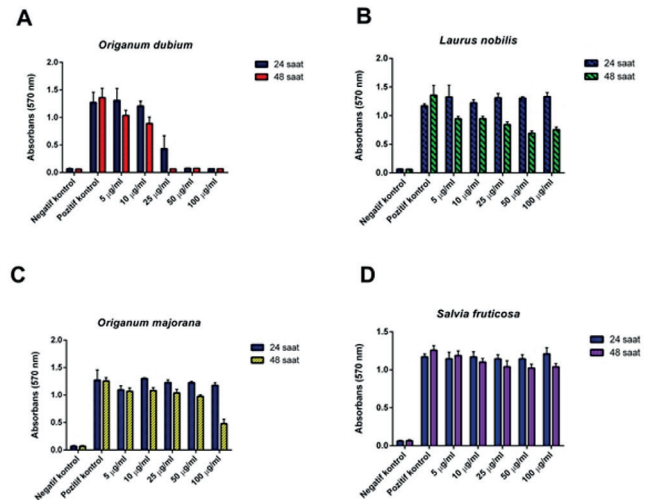 A
Origanum dubium
24 saat
48 saat
Absorbans (570 nm)
2.0
1.5
1.0
0.5
0.0
Negatif kontrol
Pozitif kontrol
5 µg/ml
10 µg/ml
25 µg/ml
50 µg/ml
100 µg/ml
B
Laurus nobilis
24 saat
48 saat
Absorbans (570 nm)
2.0
1.5
1.0
0.5
0.0
Negatif kontrol
Pozitif kontrol
5 µg/ml
10 µg/ml
25 µg/ml
50 µg/ml
100 µg/ml
C
Origanum majorana
24 saat
48 saat
Absorbans (570 nm)
2.0
1.5
1.0
0.5
0.0
Negatif kontrol
Pozitif kontrol
5 µg/ml
10 µg/ml
25 µg/ml
50 µg/ml
100 µg/ml
D
Salvia fruticosa
24 saat
48 saat
Absorbans (570 nm)
1.5
1.0
0.5
0.0
Negatif kontrol
Pozitif kontrol
5 µg/ml
10 µg/ml
25 µg/ml
50 µg/ml
100 µg/ml